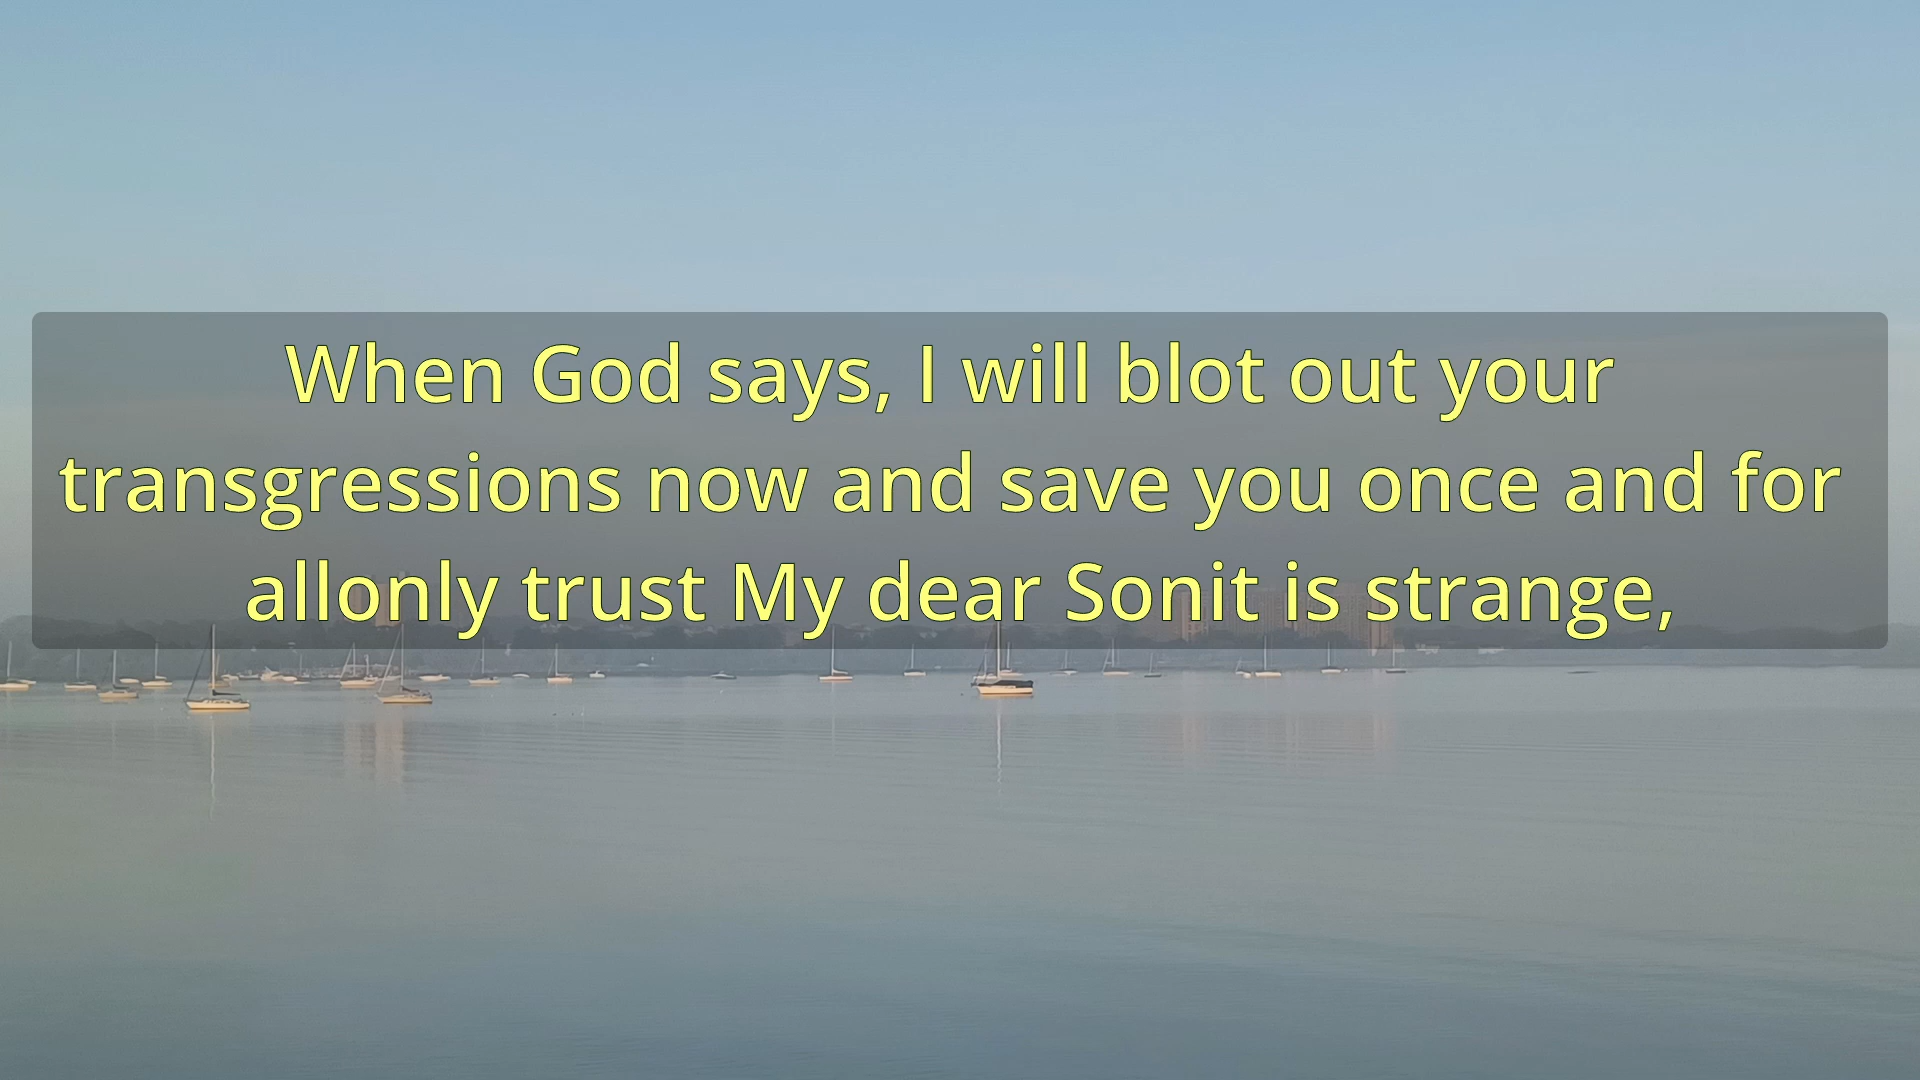 When God says, I will blot out your
transgressions now and save you once and for
allonly trust My dear Sonit is strange,